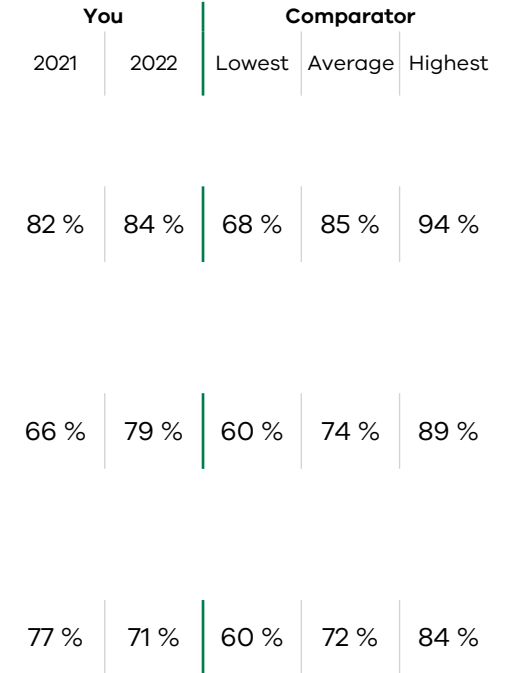 You Comparator
2021 2022 Lowest Average Highest
82 % 84 % 68 % 85 % 94 %
66 % 79 % 60 % 74 % 89 %
77 % 71 % 60 % 72 % 84 %